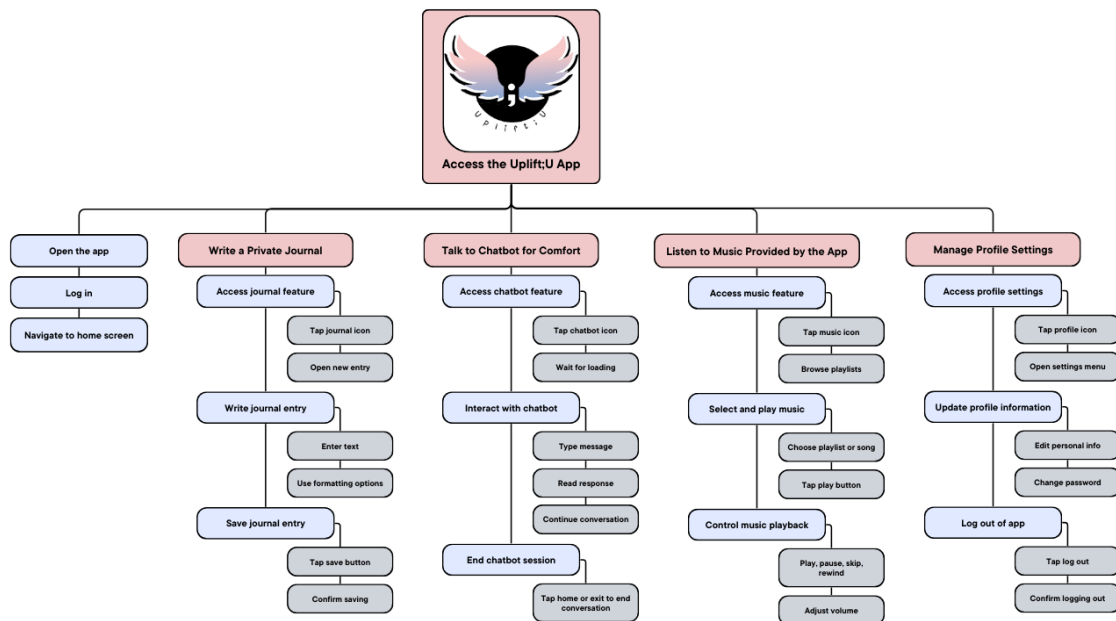 ;
Uplift;U
Access the Uplift;U App
Open the app
Log in
Navigate to home screen
Write a Private Journal
Access journal feature
Tap journal icon
Open new entry
Write journal entry
Enter text
Use formatting options
Save journal entry
Tap save button
Confirm saving
Talk to Chatbot for Comfort
Access chatbot feature
Tap chatbot icon
Wait for loading
Interact with chatbot
Type message
Read response
Continue conversation
End chatbot session
Tap home or exit to end
conversation
Listen to Music Provided by the App
Access music feature
Tap music icon
Browse playlists
Select and play music
Choose playlist or song
Tap play button
Control music playback
Play, pause, skip,
rewind
Adjust volume
Manage Profile Settings
Access profile settings
Tap profile icon
Open settings menu
Update profile information
Edit personal info
Change password
Log out of app
Tap log out
Confirm logging out